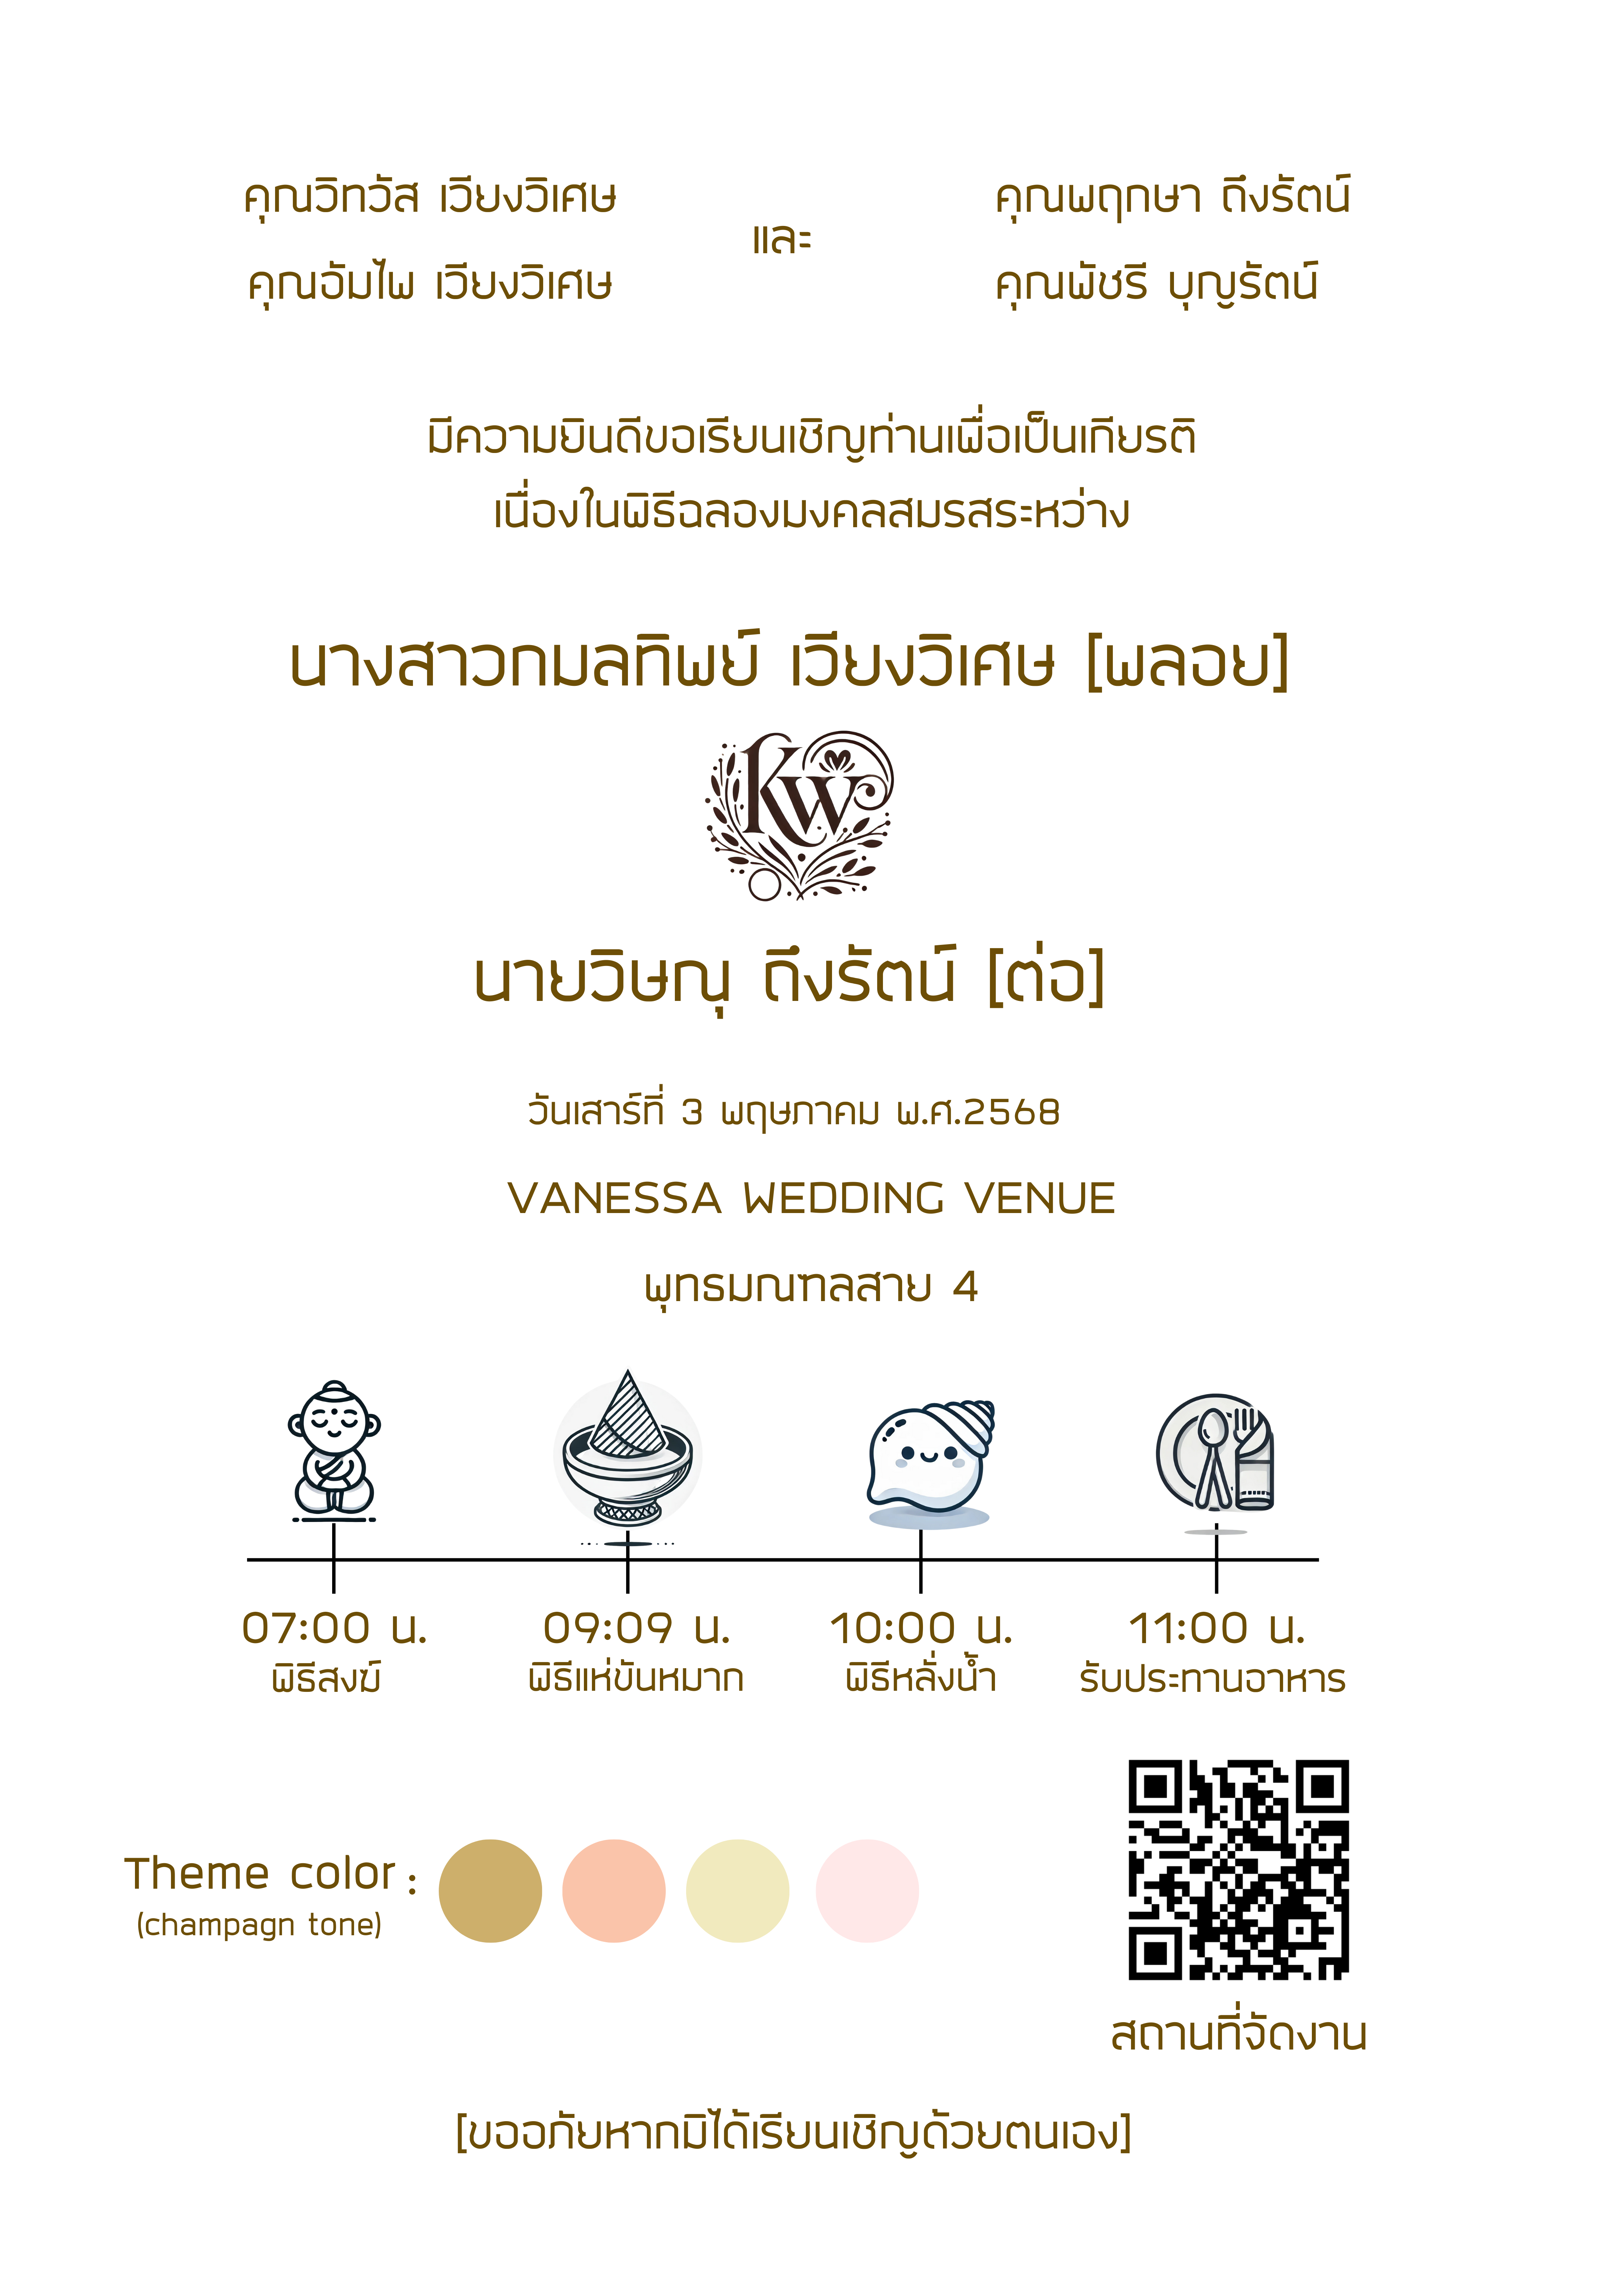 คุณวิทวัส เวียงวิเศษ
คุณอัมไพ เวียงวิเศษ
และ
คุณพฤกษา ถึงรัตน์
คุณพัชรี บุญรัตน์
มีความยินดีขอเรียนเชิญท่านเพื่อเป็นเกียรติ
เนื่องในพิธีฉลองมงคลสมรสระหว่าง
นางสาวกมลทิพย์ เวียงวิเศษ [พลอย]
KW
นายวิษณุ ถึงรัตน์ [ต่อ]
วันเสาร์ที่ 3 พฤษภาคม พ.ศ.2568
VANESSA WEDDING VENUE
พุทธมณฑลสาย 4
07:00 น.
พิธีสงฆ์
09:09 น.
พิธีแห่ขันหมาก
10:00 น.
พิธีหลั่งน้ำ
11:00 น.
รับประทานอาหาร
Theme color :
(champagn tone)
สถานที่จัดงาน
[ขออภัยหากมิได้เรียนเชิญด้วยตนเอง]